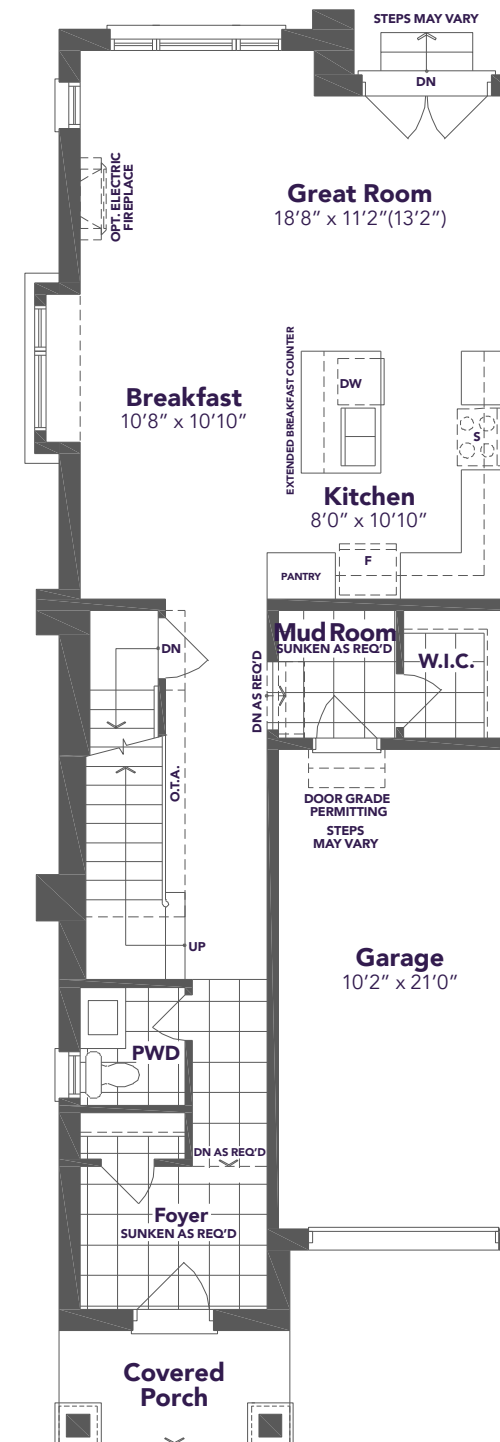 STEPS MAY VARY
DN
OPT. ELECTRIC
FIREPLACE
Great Room
18'8" x 11'2"(13'2")
EXTENDED BREAKFAST COUNTER
DW
Breakfast
10'8" x 10'10"
S
Kitchen
8'0" x 10'10"
F
PANTRY
Mud Room
SUNKEN AS REQ'D
W.I.C.
DN
DN AS REQ'D
O.T.A.
DOOR GRADE
PERMITTING
STEPS
MAY VARY
UP
Garage
10'2" x 21'0"
PWD
DN AS REQ'D
Foyer
SUNKEN AS REQ'D
Covered
Porch